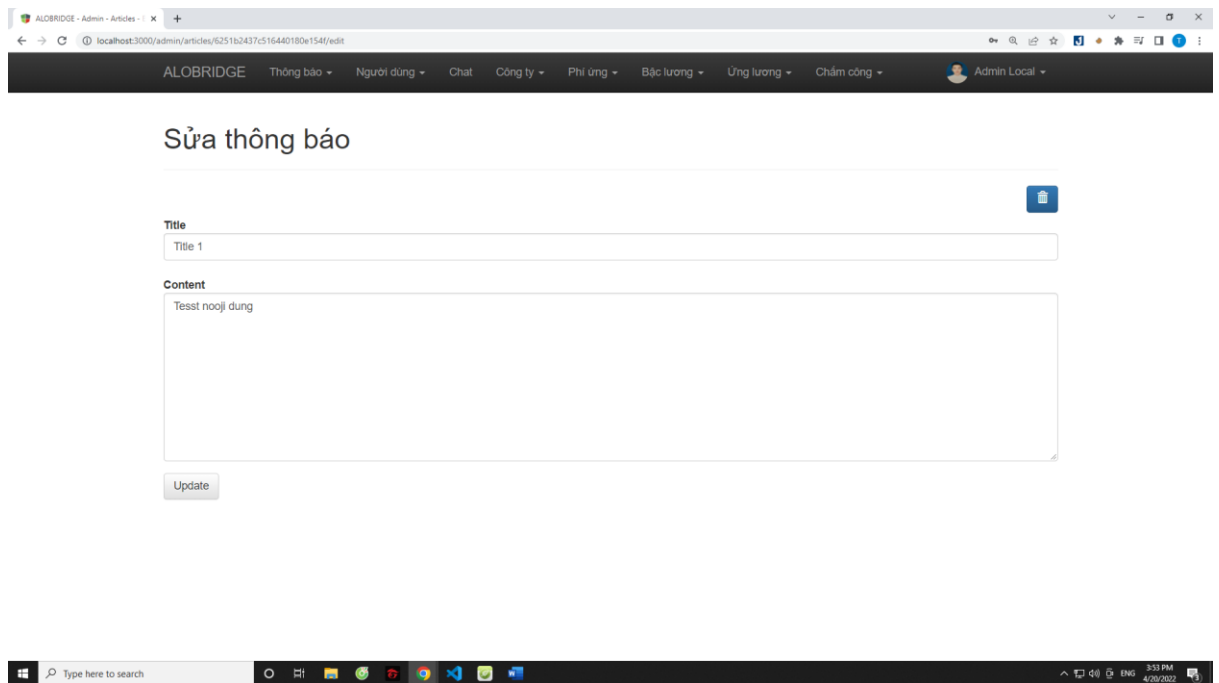 ALOBRIDGE - Admin - Articles - 
localhost:3000/admin/articles/6251b2437c516440180e154f/edit
ALOBRIDGE Thông báo Người dùng Chat Công ty Phí ứng Bậc lương Ứng lương Chấm công Admin Local
Sửa thông báo
Title
Title 1
Content
Tesst nooji dung
Update
Type here to search
ENG
3:53 PM
4/20/2022